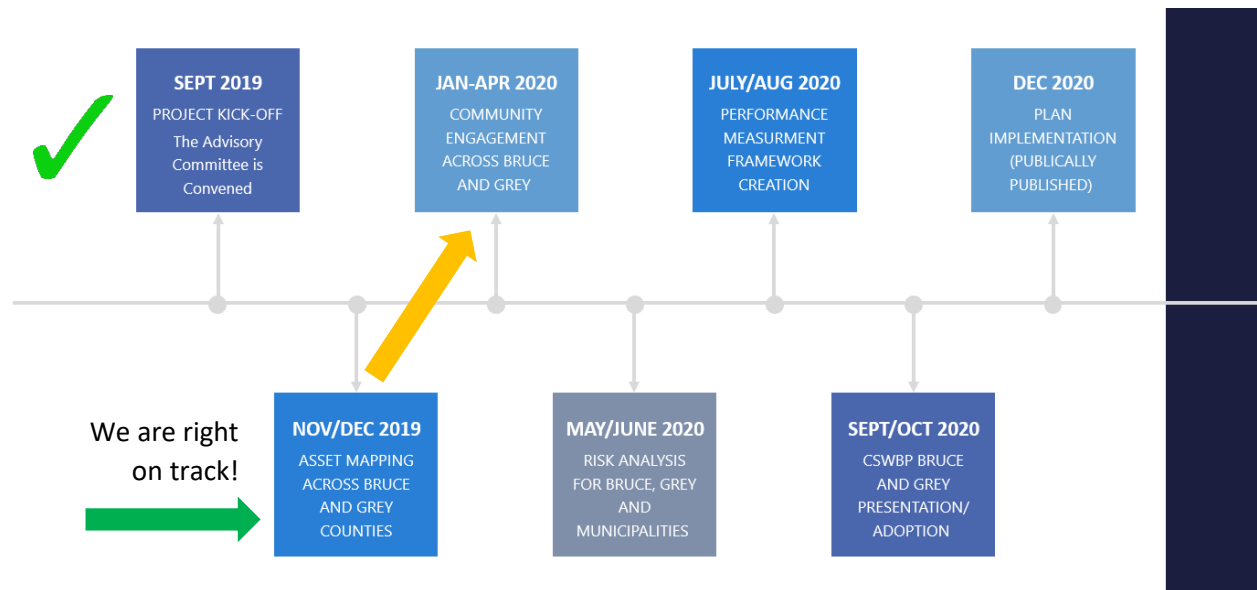 SEPT 2019
PROJECT KICK-OFF
The Advisory
Committee is
Convened
JAN-APR 2020
COMMUNITY
ENGAGEMENT
ACROSS BRUCE
AND GREY
JULY/AUG 2020
PERFORMANCE
MEASURMENT
FRAMEWORK
CREATION
DEC 2020
PLAN
IMPLEMENTATION
(PUBLICALLY
PUBLISHED)
We are right
on track!
NOV/DEC 2019
ASSET MAPPING
ACROSS BRUCE
AND GREY
COUNTIES
MAY/JUNE 2020
RISK ANALYSIS
FOR BRUCE, GREY
AND
MUNICIPALITIES
SEPT/OCT 2020
CSWBP BRUCE
AND GREY
PRESENTATION/
ADOPTION